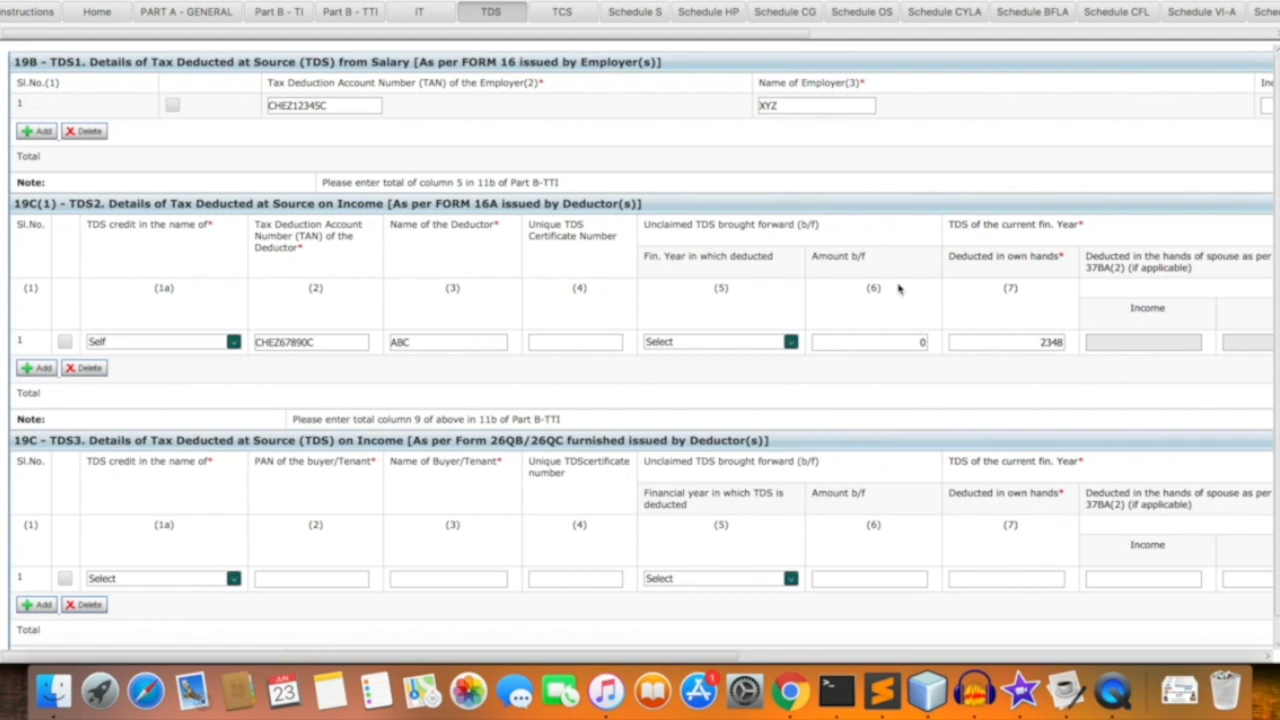 nstructions Home PART A - GENERAL Part B - TI Part B - TTI IT TDS TCS Schedule S Schedule HP Schedule CG Schedule OS Schedule CYLA Schedule BFLA Schedule CFL Schedule VI-A Sche
19B - TDS1. Details of Tax Deducted at Source (TDS) from Salary [As per FORM 16 issued by Employer(s)]
Sl.No.(1) Tax Deduction Account Number (TAN) of the Employer(2)* Name of Employer(3)* Inc
1 CHEZ12345C XYZ
Add Delete
Total
Note: Please enter total of column 5 in 11b of Part B-TTI
19C(1) - TDS2. Details of Tax Deducted at Source on Income [As per FORM 16A issued by Deductor(s)]
Sl.No. TDS credit in the name of* Tax Deduction Account Number (TAN) of the Deductor* Name of the Deductor* Unique TDS Certificate Number Unclaimed TDS brought forward (b/f) TDS of the current fin. Year*
Fin. Year in which deducted Amount b/f Deducted in own hands* Deducted in the hands of spouse as per 37BA(2) (if applicable)
(1) (1a) (2) (3) (4) (5) (6) (7)
Income
1 Self CHEZ67890C ABC Select 0 2348
Add Delete
Total
Note: Please enter total column 9 of above in 11b of Part B-TTI
19C - TDS3. Details of Tax Deducted at Source (TDS) on Income [As per Form 26QB/26QC furnished issued by Deductor(s)]
Sl.No. TDS credit in the name of* PAN of the buyer/Tenant* Name of Buyer/Tenant* Unique TDScertificate number Unclaimed TDS brought forward (b/f) TDS of the current fin. Year*
Financial year in which TDS is deducted Amount b/f Deducted in own hands* Deducted in the hands of spouse as per 37BA(2) (if applicable)
(1) (1a) (2) (3) (4) (5) (6) (7)
Income
1 Select Select
Add Delete
Total
JUN
23
1